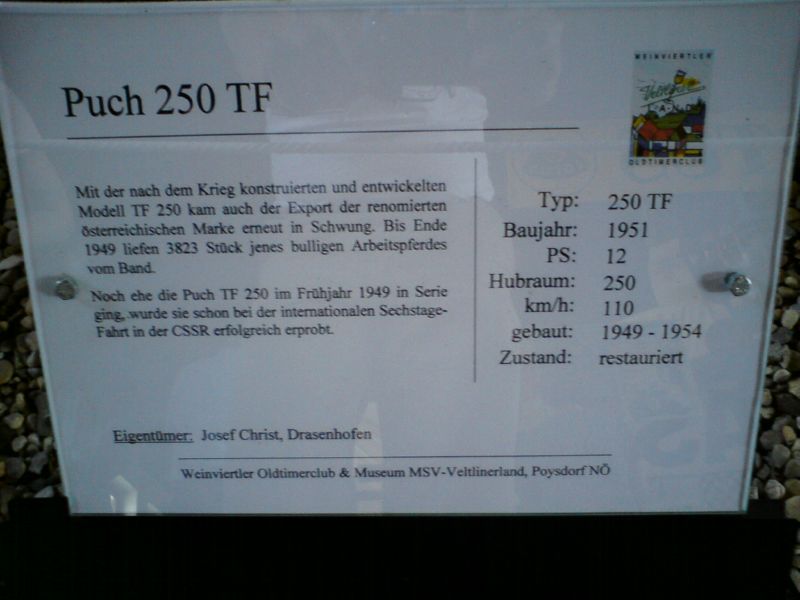 WEINVIERTLER
OLDTIMERCLUB
Puch 250 TF
Mit der nach dem Krieg konstruierten und entwickelten
Modell TF 250 kam auch der Export der renomierten
österreichischen Marke erneut in Schwung. Bis Ende
1949 liefen 3823 Stück jenes bulligen Arbeitspferdes
vom Band.
Noch ehe die Puch TF 250 im Frühjahr 1949 in Serie
ging, wurde sie schon bei der internationalen Sechstage-
Fahrt in der CSSR erfolgreich erprobt.
Typ: 250 TF
Baujahr: 1951
PS: 12
Hubraum: 250
km/h: 110
gebaut: 1949 - 1954
Zustand: restauriert
Eigentümer: Josef Christ, Drasenhofen
Weinviertler Oldtimerclub & Museum MSV-Veltlinerland, Poysdorf NÖ